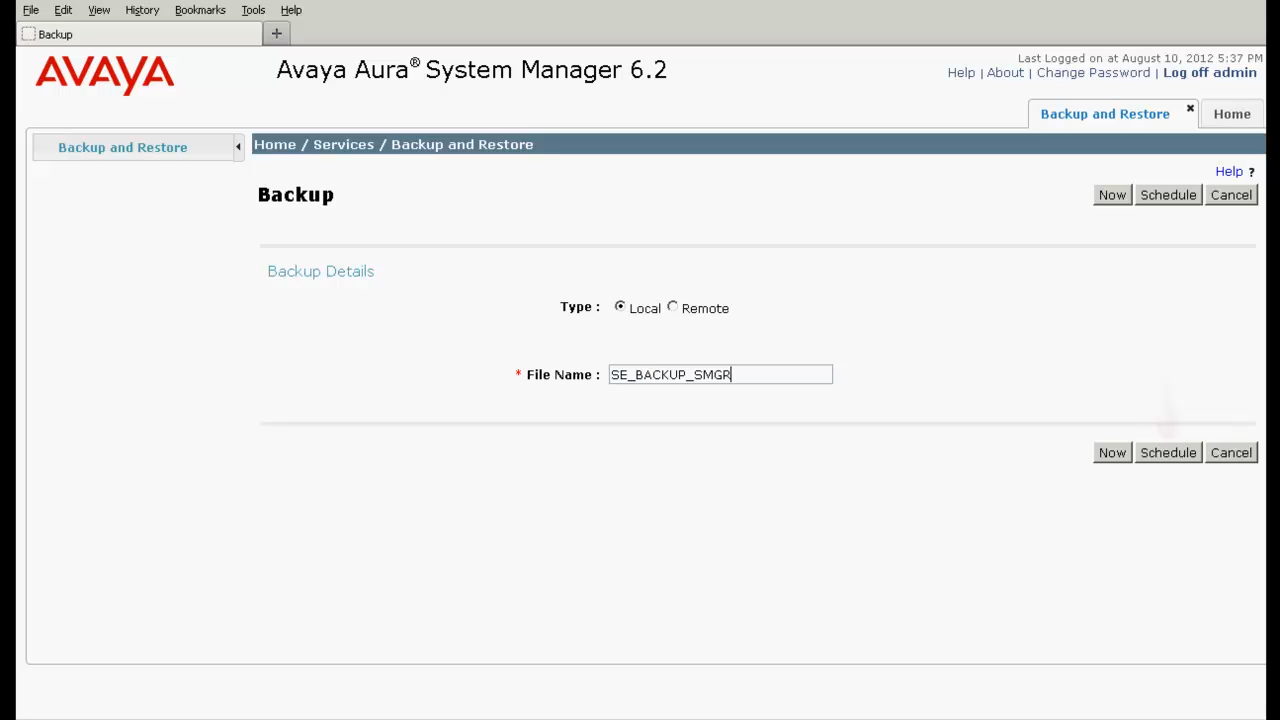 File Edit View History Bookmarks Tools Help
Backup +
AVAYA
Avaya Aura® System Manager 6.2
Last Logged on at August 10, 2012 5:37 PM
Help | About | Change Password | Log off admin
Backup and Restore × Home
Backup and Restore
Home / Services / Backup and Restore
Help ?
Backup
Now Schedule Cancel
Backup Details
Type : Local Remote
* File Name : SE_BACKUP_SMGR
Now Schedule Cancel